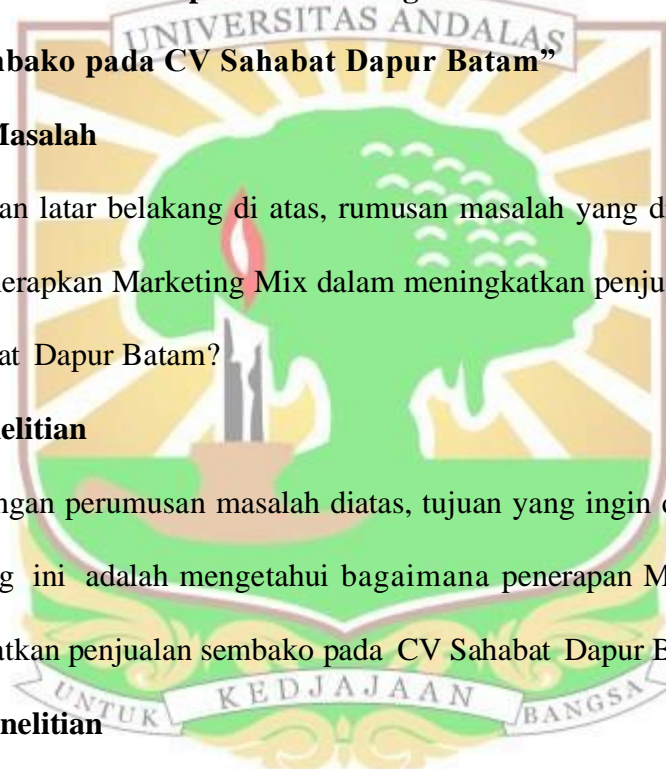 UNIVERSITAS ANDALAS
bako pada CV Sahabat Dapur Batam”
Masalah
an latar belakang di atas, rumusan masalah yang d
nerapkan Marketing Mix dalam meningkatkan penju
at Dapur Batam?
elitian
ngan perumusan masalah diatas, tujuan yang ingin
g ini adalah mengetahui bagaimana penerapan M
atkan penjualan sembako pada CV Sahabat Dapur B
UNTUK KEDJAJAAN BANGSA
nelitian